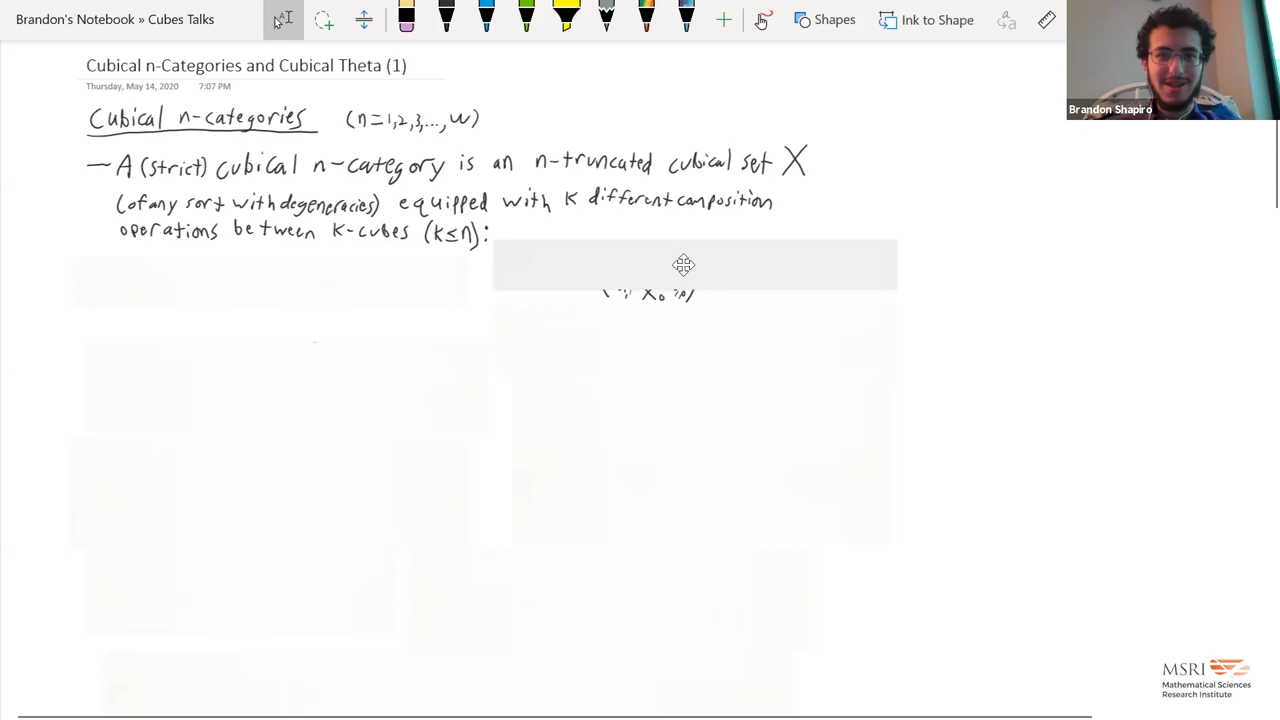 Brandon's Notebook » Cubes Talks
Shapes
Ink to Shape
Cubical n-Categories and Cubical Theta (1)
Thursday, May 14, 2020 7:07 PM
Brandon Shapiro
Cubical n-categories (n=1,2,3,...,ω)
— A (strict) cubical n-category is an n-truncated cubical set X
(of any sort with degeneracies) equipped with k different composition
operations between k-cubes (k≤n):
X₀
MSRI
Mathematical Sciences
Research Institute